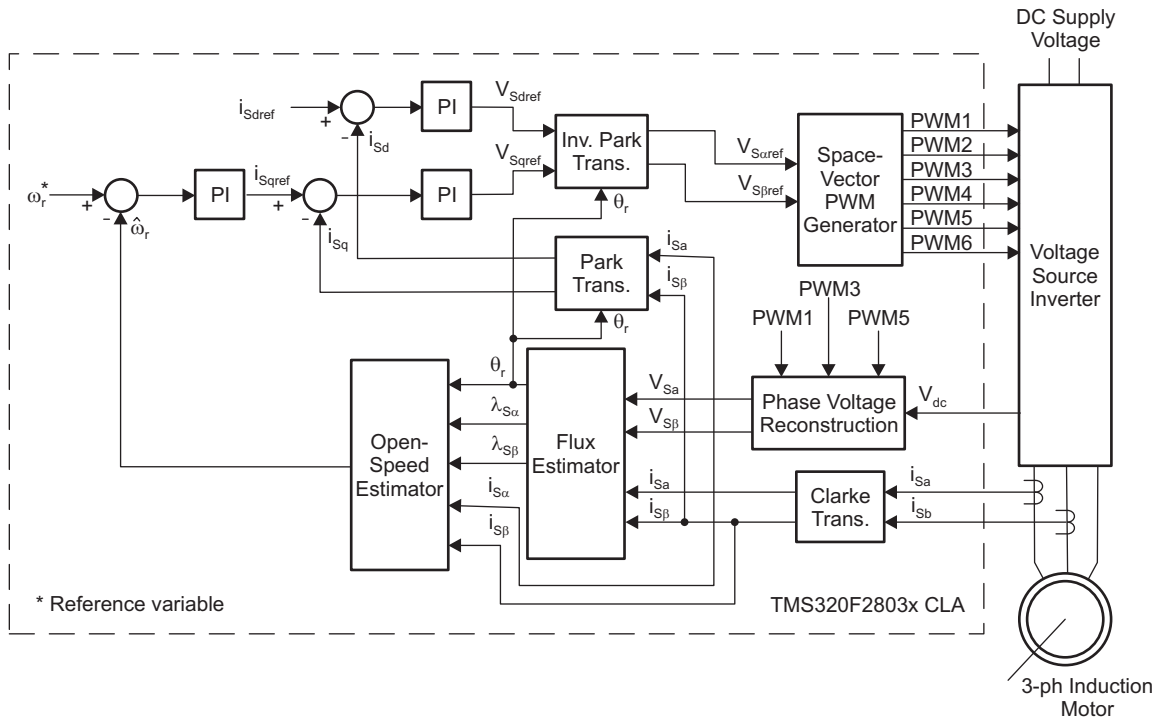 DC Supply
Voltage
i_Sdref
+
-
i_Sd
PI
V_Sdref
ω_r^*
+
-
ω̂_r
PI
i_Sqref
+
-
i_Sq
PI
V_Sqref
Inv. Park
Trans.
θ_r
V_Sαref
V_Sβref
Space-
Vector
PWM
Generator
PWM1
PWM2
PWM3
PWM4
PWM5
PWM6
Voltage
Source
Inverter
Park
Trans.
i_Sa
i_Sβ
θ_r
PWM1
PWM3
PWM5
Phase Voltage
Reconstruction
V_dc
V_Sa
V_Sβ
Flux
Estimator
θ_r
λ_Sα
λ_Sβ
i_Sα
i_Sβ
Open-
Speed
Estimator
i_Sa
i_Sβ
Clarke
Trans.
i_Sa
i_Sb
* Reference variable
TMS320F2803x CLA
3-ph Induction
Motor